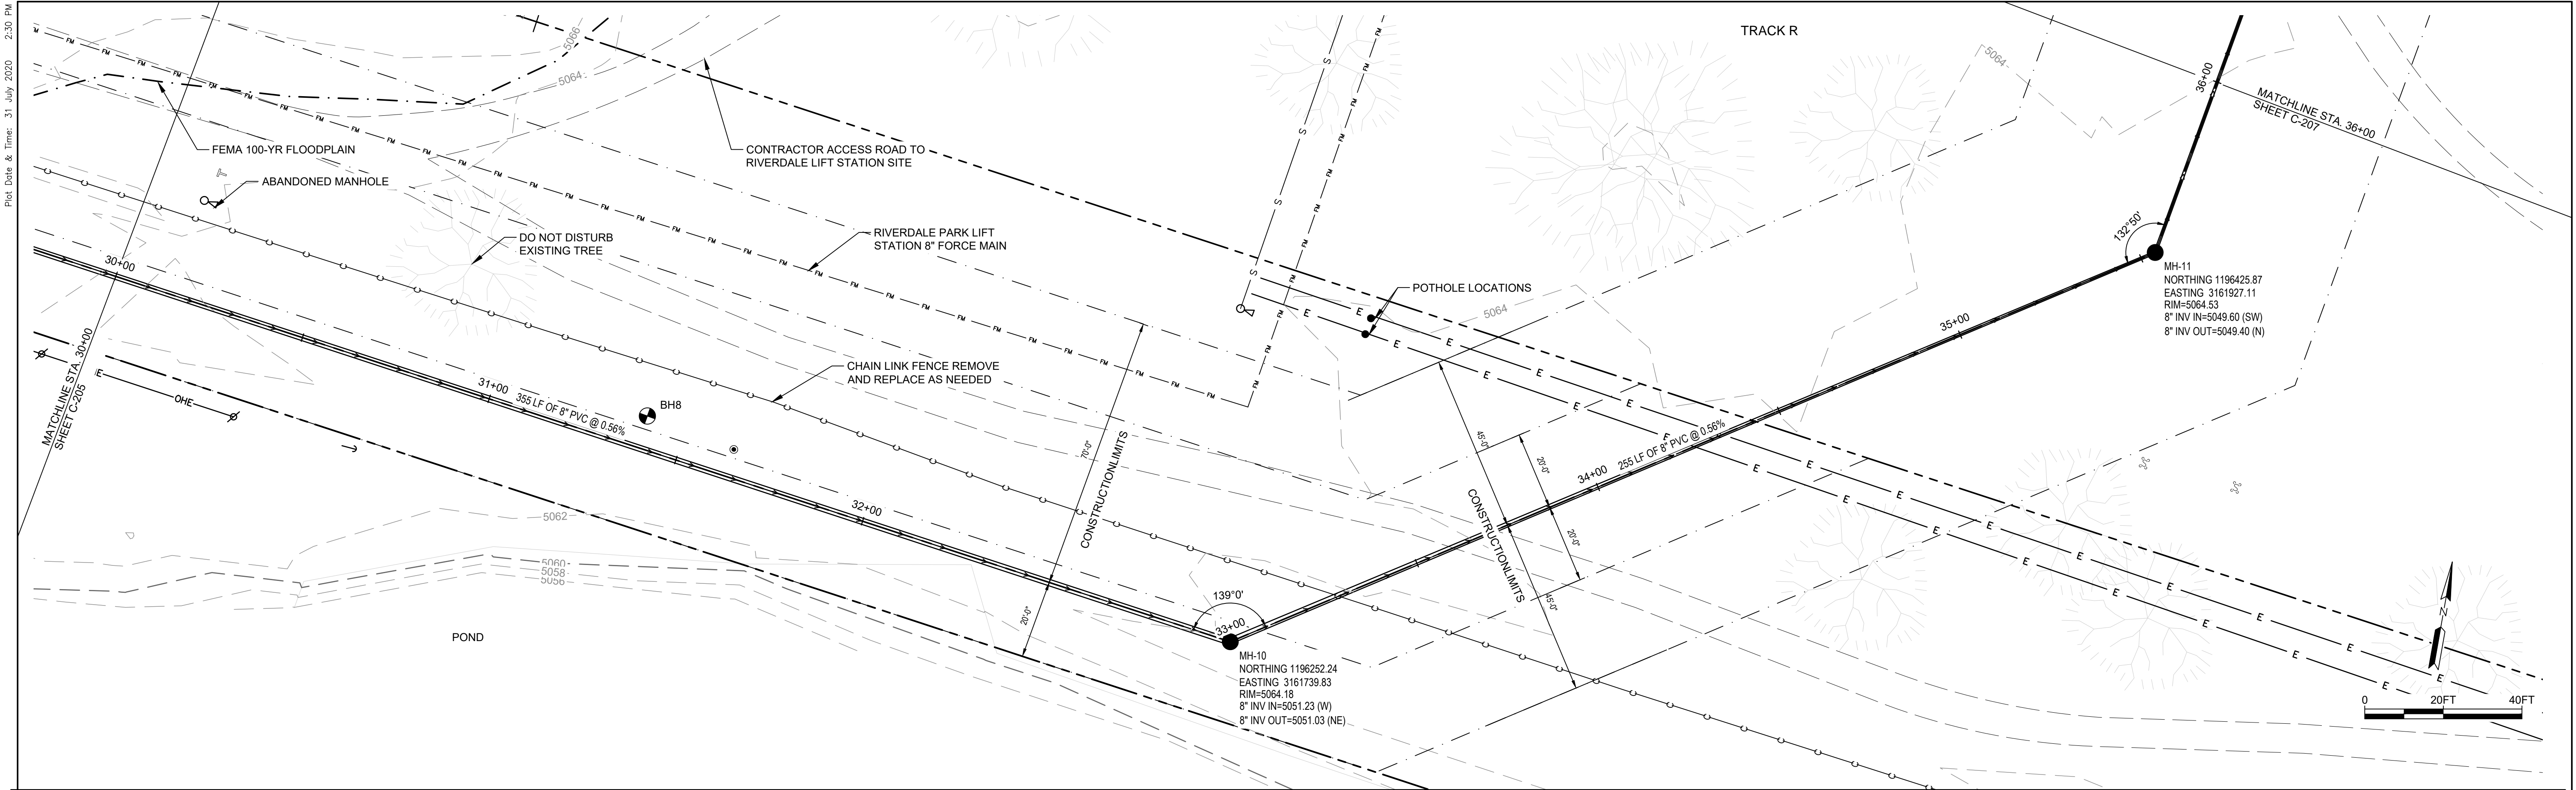 Plot Date & Time: 31 July 2020 2:30 PM
TRACK R
5066
5064
5064
36+00
MATCHLINE STA. 36+00
SHEET C-207
FEMA 100-YR FLOODPLAIN
CONTRACTOR ACCESS ROAD TO
RIVERDALE LIFT STATION SITE
ABANDONED MANHOLE
DO NOT DISTURB
EXISTING TREE
RIVERDALE PARK LIFT
STATION 8" FORCE MAIN
132°50'
MH-11
NORTHING 1196425.87
EASTING 3161927.11
RIM=5064.53
8" INV IN=5049.60 (SW)
8" INV OUT=5049.40 (N)
30+00
POTHOLE LOCATIONS
5064
35+00
MATCHLINE STA. 30+00
SHEET C-205
CHAIN LINK FENCE REMOVE
AND REPLACE AS NEEDED
31+00
355 LF OF 8" PVC @ 0.56%
BH8
OHE
E
70'-0"
CONSTRUCTIONLIMITS
45'-0"
20'-0"
34+00
255 LF OF 8" PVC @ 0.56%
32+00
CONSTRUCTIONLIMITS
20'-0"
45'-0"
5062
5060
5058
5056
POND
20'-0"
139°0'
33+00
MH-10
NORTHING 1196252.24
EASTING 3161739.83
RIM=5064.18
8" INV IN=5051.23 (W)
8" INV OUT=5051.03 (NE)
N
0 20FT 40FT
FM
S
E